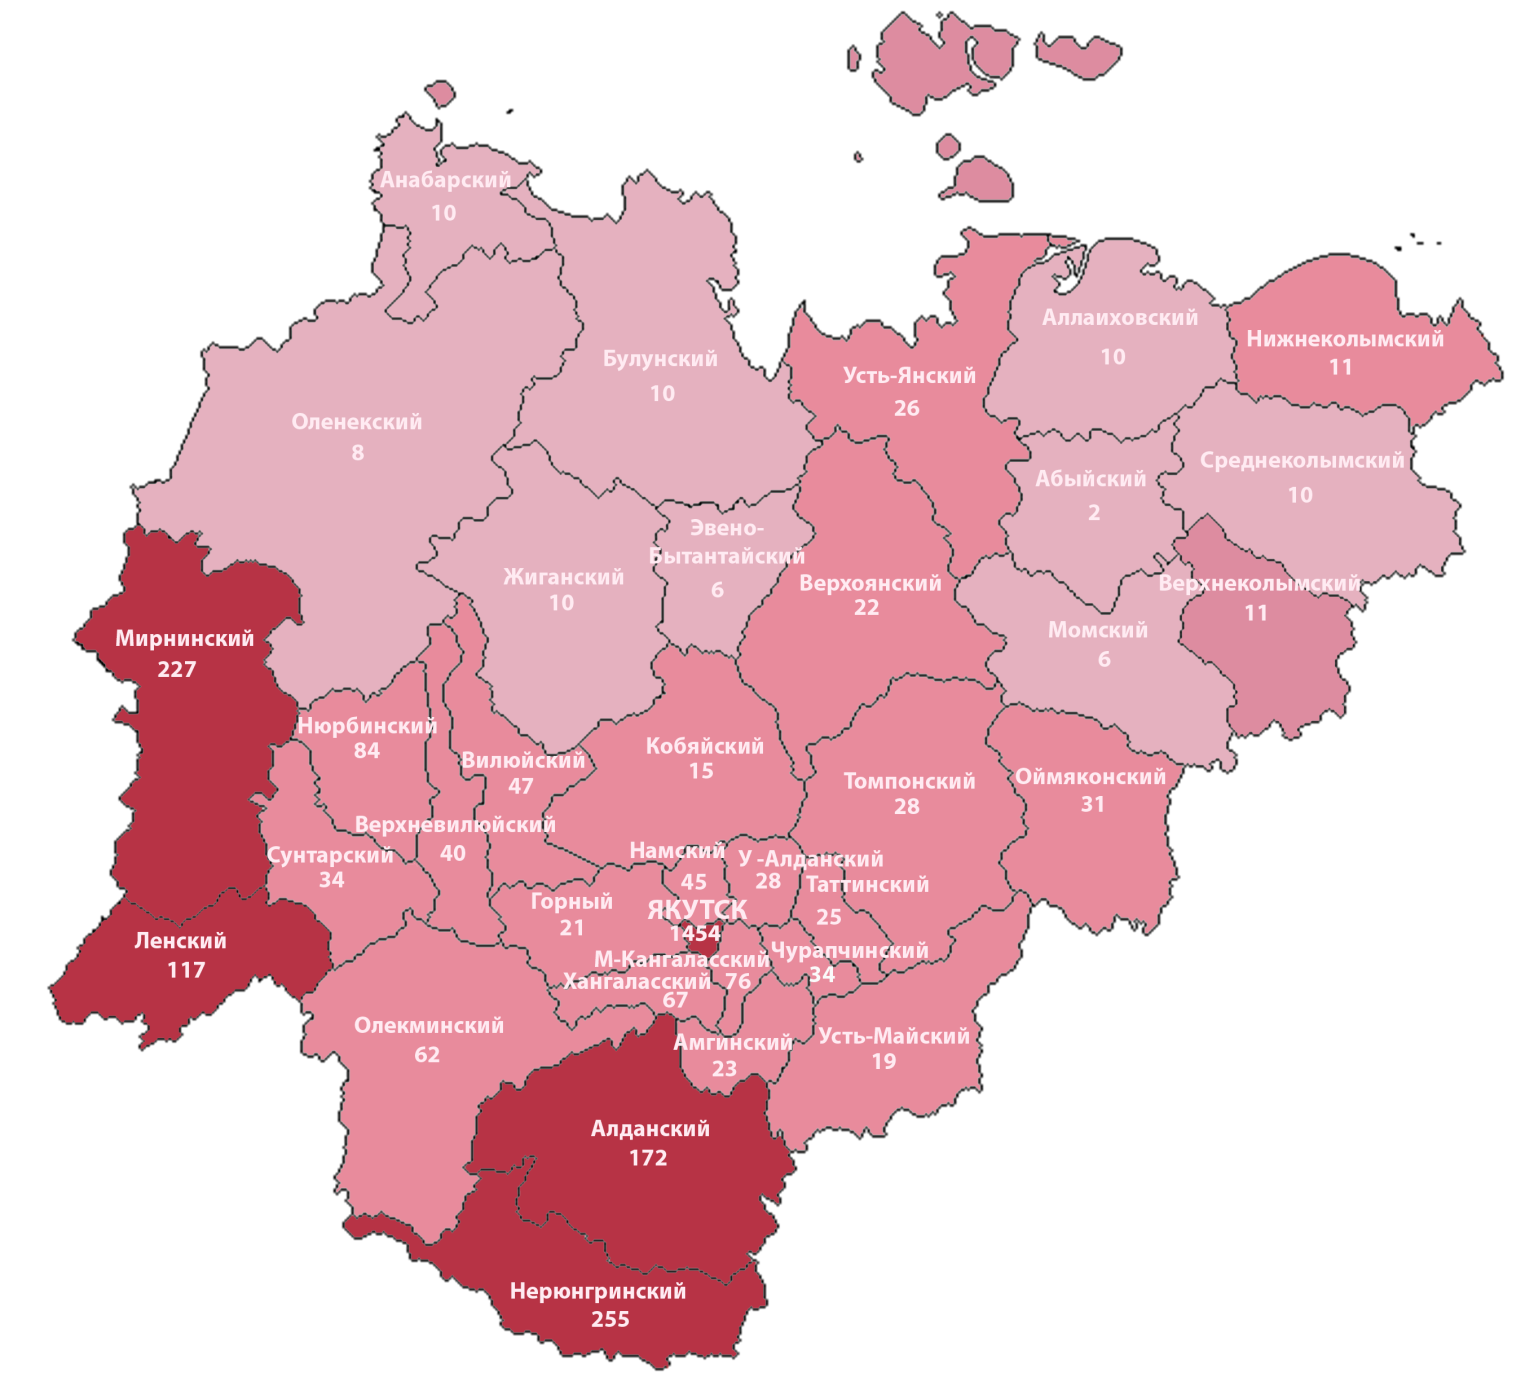 Анабарский
10
Аллаиховский
10
Нижнеколымский
11
Булунский
10
Усть-Янский
26
Оленекский
8
Среднеколымский
10
Абыйский
2
Эвено-
Бытантайский
6
Жиганский
10
Верхоянский
22
Верхнеколымский
11
Момский
6
Мирнинский
227
Нюрбинский
84
Вилюйский
47
Кобяйский
15
Томпонский
28
Оймяконский
31
Верхневилюйский
40
Сунтарский
34
Намский
45
У -Алданский
28
Таттинский
25
Горный
21
ЯКУТСК
1454
Ленский
117
М-Кангаласский
76
Чурапчинский
34
Хангаласский
67
Олекминский
62
Амгинский
23
Усть-Майский
19
Алданский
172
Нерюнгринский
255